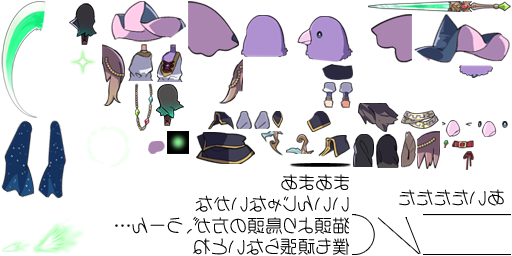 まあまあ
いいんじゃないかな
猫頭より鳥頭の方が、うーん…
僕も頑張らないとね
あいたたたた